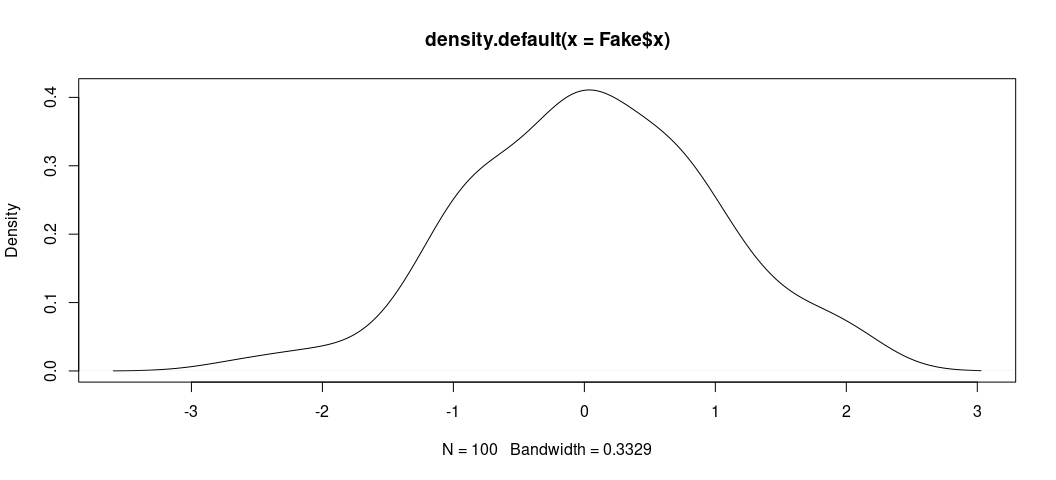 density.default(x = Fake$x)
Density
0.4
0.3
0.2
0.1
0.0
-3 -2 -1 0 1 2 3
N = 100 Bandwidth = 0.3329